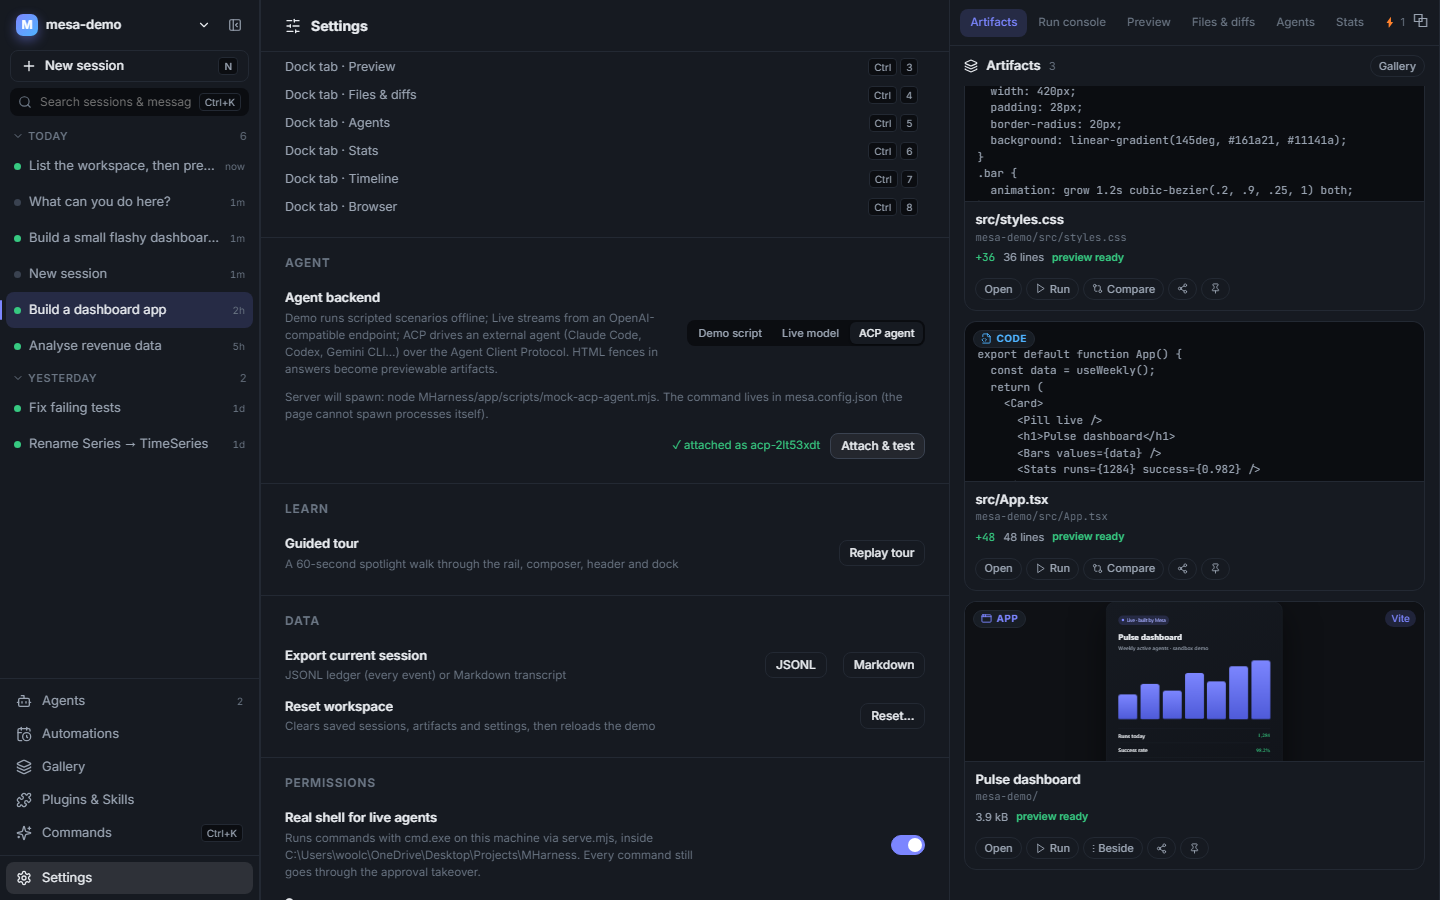 M mesa-demo
New session N
Search sessions & messag Ctrl+K
TODAY 6
List the workspace, then pre... now
What can you do here? 1m
Build a small flashy dashboar... 1m
New session 1m
Build a dashboard app 2h
Analyse revenue data 5h
YESTERDAY 2
Fix failing tests 1d
Rename Series → TimeSeries 1d
Agents 2
Automations
Gallery
Plugins & Skills
Commands Ctrl+K
Settings
Settings
Dock tab · Preview Ctrl 3
Dock tab · Files & diffs Ctrl 4
Dock tab · Agents Ctrl 5
Dock tab · Stats Ctrl 6
Dock tab · Timeline Ctrl 7
Dock tab · Browser Ctrl 8
AGENT
Agent backend
Demo runs scripted scenarios offline; Live streams from an OpenAI-
compatible endpoint; ACP drives an external agent (Claude Code,
Codex, Gemini CLI...) over the Agent Client Protocol. HTML fences in
answers become previewable artifacts.
Demo script Live model ACP agent
Server will spawn: node MHarness/app/scripts/mock-acp-agent.mjs. The command lives in mesa.config.json (the
page cannot spawn processes itself).
✓ attached as acp-2lt53xdt Attach & test
LEARN
Guided tour
A 60-second spotlight walk through the rail, composer, header and dock
Replay tour
DATA
Export current session
JSONL ledger (every event) or Markdown transcript
JSONL Markdown
Reset workspace
Clears saved sessions, artifacts and settings, then reloads the demo
Reset...
PERMISSIONS
Real shell for live agents
Runs commands with cmd.exe on this machine via serve.mjs, inside
C:\Users\woolc\OneDrive\Desktop\Projects\MHarness. Every command still
goes through the approval takeover.
Artifacts Run console Preview Files & diffs Agents Stats 1
Artifacts 3 Gallery
width: 420px;
padding: 28px;
border-radius: 20px;
background: linear-gradient(145deg, #161a21, #11141a);
}
.bar {
animation: grow 1.2s cubic-bezier(.2, .9, .25, 1) both;
src/styles.css
mesa-demo/src/styles.css
+36 36 lines preview ready
Open Run Compare
CODE
export default function App() {
const data = useWeekly();
return (
<Card>
<Pill live />
<h1>Pulse dashboard</h1>
<Bars values={data} />
<Stats runs={1284} success={0.982} />
src/App.tsx
mesa-demo/src/App.tsx
+48 48 lines preview ready
Open Run Compare
APP Vite
Live · built by Mesa
Pulse dashboard
Weekly active agents · sandbox demo
Runs today 1,284
Success rate 98.2%
Pulse dashboard
mesa-demo/
3.9 kB preview ready
Open Run Beside